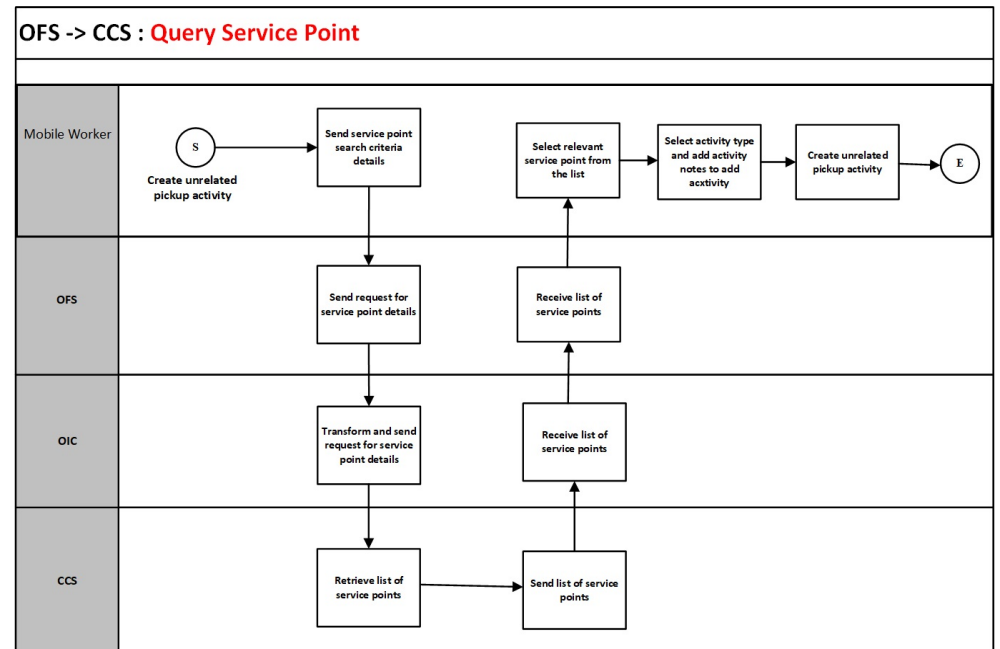 OFS -> CCS : Query Service Point
Mobile Worker
S
Create unrelated
pickup activity
Send service point
search criteria
details
Select relevant
service point from
the list
Select activity type
and add activity
notes to add
acxtivity
Create unrelated
pickup activity
E
OFS
Send request for
service point details
Receive list of
service points
OIC
Transform and send
request for service
point details
Receive list of
service points
CCS
Retrieve list of
service points
Send list of service
points